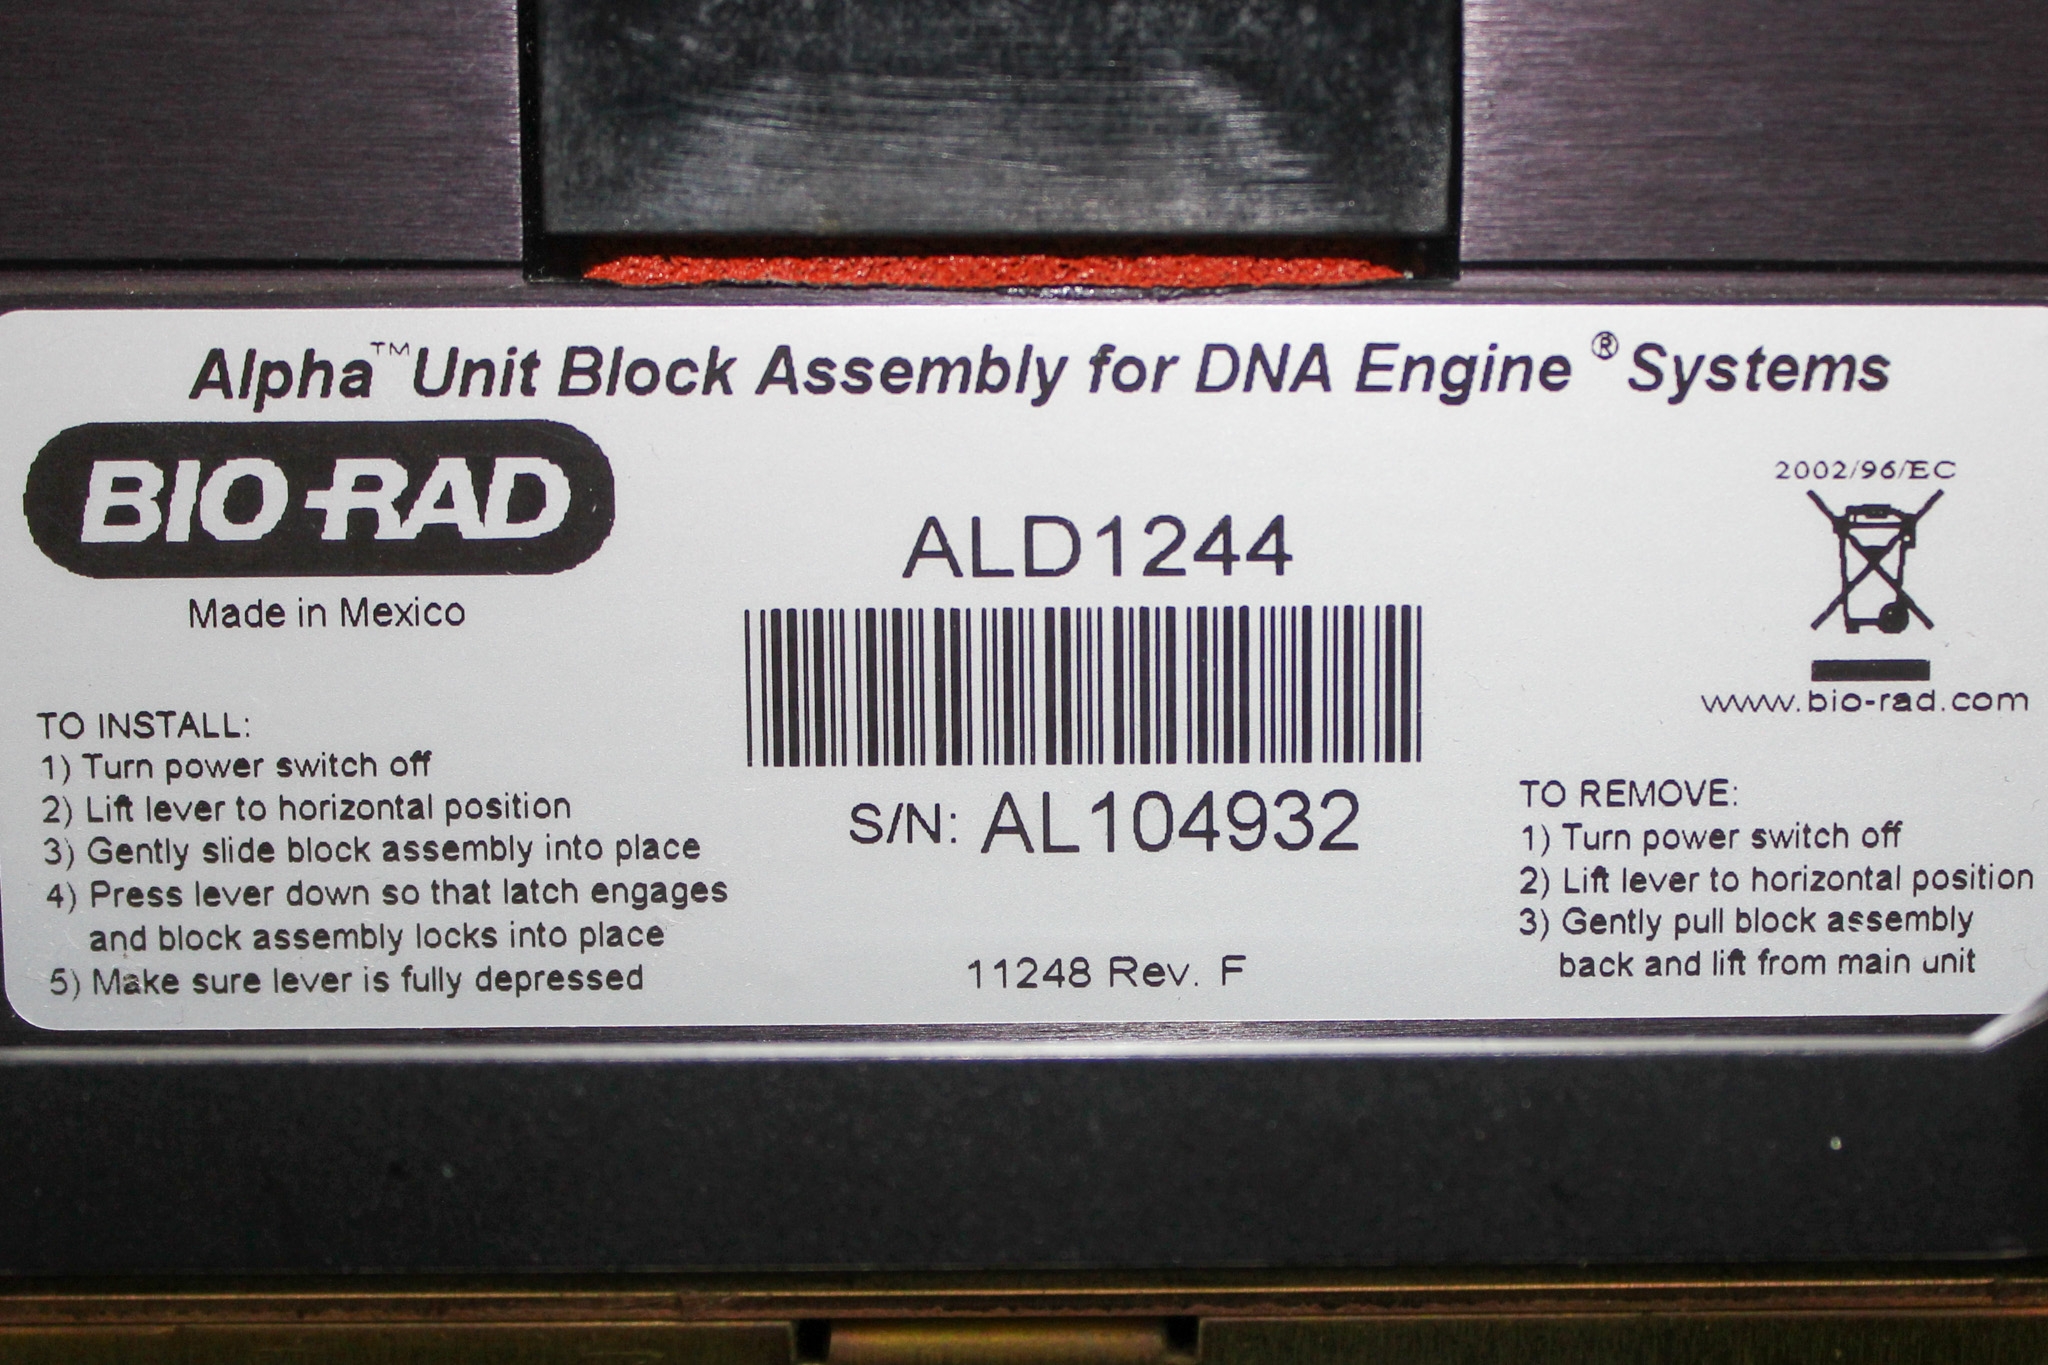 Alpha™ Unit Block Assembly for DNA Engine® Systems
BIO-RAD
Made in Mexico
ALD1244
S/N: AL104932
11248 Rev. F
2002/96/EC
www.bio-rad.com
TO INSTALL:
1) Turn power switch off
2) Lift lever to horizontal position
3) Gently slide block assembly into place
4) Press lever down so that latch engages
and block assembly locks into place
5) Make sure lever is fully depressed
TO REMOVE:
1) Turn power switch off
2) Lift lever to horizontal position
3) Gently pull block assembly
back and lift from main unit